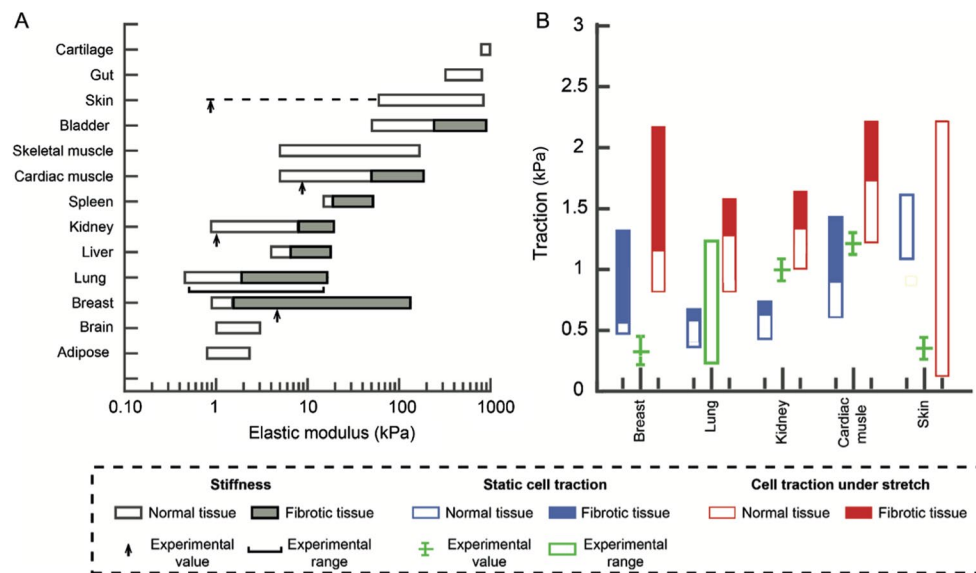 A
Cartilage
Gut
Skin
Bladder
Skeletal muscle
Cardiac muscle
Spleen
Kidney
Liver
Lung
Breast
Brain
Adipose
0.10 1 10 100 1000
Elastic modulus (kPa)
B
Traction (kPa)
3
2.5
2
1.5
1
0.5
0
Breast
Lung
Kidney
Cardiac
musle
Skin
Stiffness
Normal tissue Fibrotic tissue
Experimental
value
Experimental
range
Static cell traction
Normal tissue Fibrotic tissue
Experimental
value
Experimental
range
Cell traction under stretch
Normal tissue Fibrotic tissue